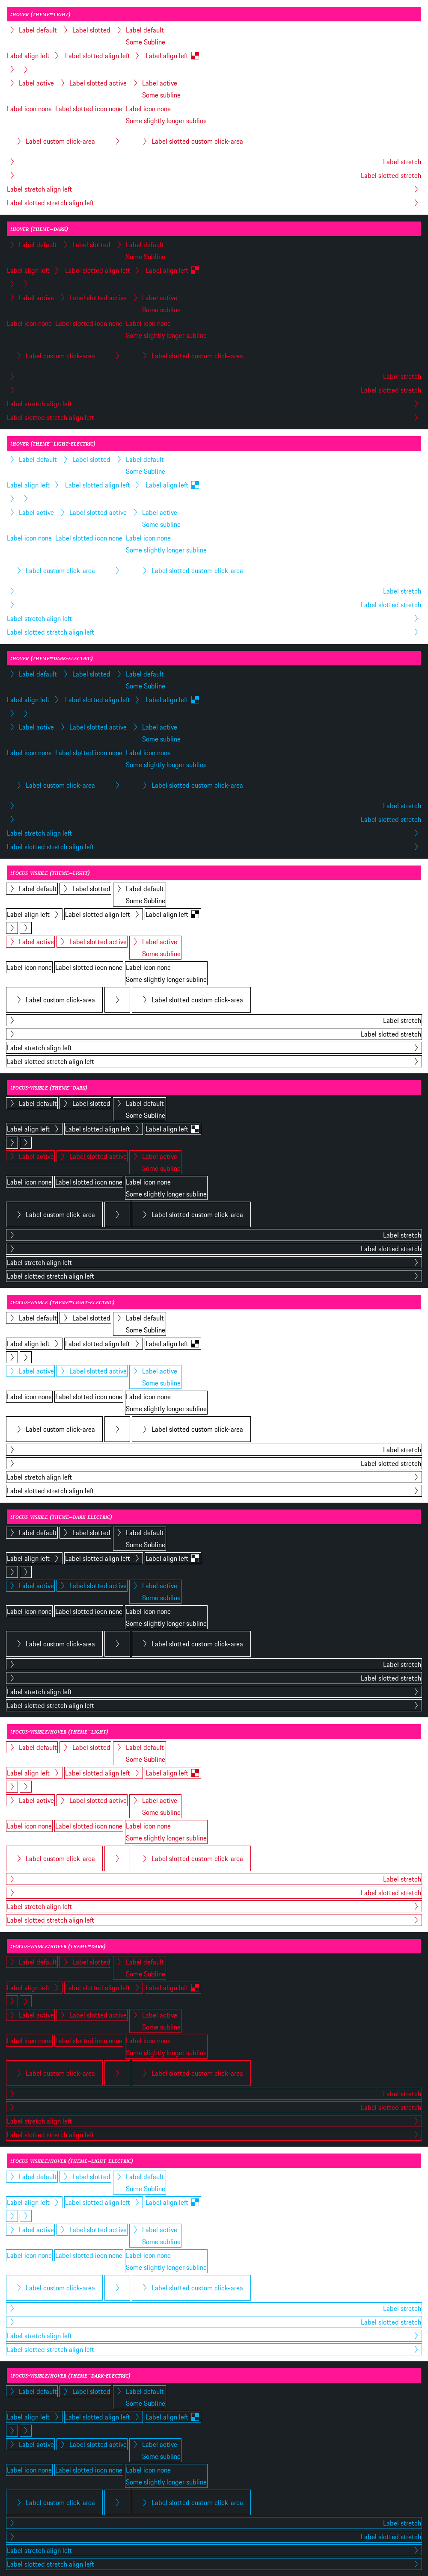 :HOVER (THEME=LIGHT)
Label default Label slotted Label default
Some Subline
Label align left Label slotted align left Label align left
Label active Label slotted active Label active
Some subline
Label icon none Label slotted icon none Label icon none
Some slightly longer subline
Label custom click-area Label slotted custom click-area
Label stretch
Label slotted stretch
Label stretch align left
Label slotted stretch align left
:HOVER (THEME=DARK)
Label default Label slotted Label default
Some Subline
Label align left Label slotted align left Label align left
Label active Label slotted active Label active
Some subline
Label icon none Label slotted icon none Label icon none
Some slightly longer subline
Label custom click-area Label slotted custom click-area
Label stretch
Label slotted stretch
Label stretch align left
Label slotted stretch align left
:HOVER (THEME=LIGHT-ELECTRIC)
Label default Label slotted Label default
Some Subline
Label align left Label slotted align left Label align left
Label active Label slotted active Label active
Some subline
Label icon none Label slotted icon none Label icon none
Some slightly longer subline
Label custom click-area Label slotted custom click-area
Label stretch
Label slotted stretch
Label stretch align left
Label slotted stretch align left
:HOVER (THEME=DARK-ELECTRIC)
Label default Label slotted Label default
Some Subline
Label align left Label slotted align left Label align left
Label active Label slotted active Label active
Some subline
Label icon none Label slotted icon none Label icon none
Some slightly longer subline
Label custom click-area Label slotted custom click-area
Label stretch
Label slotted stretch
Label stretch align left
Label slotted stretch align left
:FOCUS-VISIBLE (THEME=LIGHT)
Label default Label slotted Label default
Some Subline
Label align left Label slotted align left Label align left
Label active Label slotted active Label active
Some subline
Label icon none Label slotted icon none Label icon none
Some slightly longer subline
Label custom click-area Label slotted custom click-area
Label stretch
Label slotted stretch
Label stretch align left
Label slotted stretch align left
:FOCUS-VISIBLE (THEME=DARK)
Label default Label slotted Label default
Some Subline
Label align left Label slotted align left Label align left
Label active Label slotted active Label active
Some subline
Label icon none Label slotted icon none Label icon none
Some slightly longer subline
Label custom click-area Label slotted custom click-area
Label stretch
Label slotted stretch
Label stretch align left
Label slotted stretch align left
:FOCUS-VISIBLE (THEME=LIGHT-ELECTRIC)
Label default Label slotted Label default
Some Subline
Label align left Label slotted align left Label align left
Label active Label slotted active Label active
Some subline
Label icon none Label slotted icon none Label icon none
Some slightly longer subline
Label custom click-area Label slotted custom click-area
Label stretch
Label slotted stretch
Label stretch align left
Label slotted stretch align left
:FOCUS-VISIBLE (THEME=DARK-ELECTRIC)
Label default Label slotted Label default
Some Subline
Label align left Label slotted align left Label align left
Label active Label slotted active Label active
Some subline
Label icon none Label slotted icon none Label icon none
Some slightly longer subline
Label custom click-area Label slotted custom click-area
Label stretch
Label slotted stretch
Label stretch align left
Label slotted stretch align left
:FOCUS-VISIBLE:HOVER (THEME=LIGHT)
Label default Label slotted Label default
Some Subline
Label align left Label slotted align left Label align left
Label active Label slotted active Label active
Some subline
Label icon none Label slotted icon none Label icon none
Some slightly longer subline
Label custom click-area Label slotted custom click-area
Label stretch
Label slotted stretch
Label stretch align left
Label slotted stretch align left
:FOCUS-VISIBLE:HOVER (THEME=DARK)
Label default Label slotted Label default
Some Subline
Label align left Label slotted align left Label align left
Label active Label slotted active Label active
Some subline
Label icon none Label slotted icon none Label icon none
Some slightly longer subline
Label custom click-area Label slotted custom click-area
Label stretch
Label slotted stretch
Label stretch align left
Label slotted stretch align left
:FOCUS-VISIBLE:HOVER (THEME=LIGHT-ELECTRIC)
Label default Label slotted Label default
Some Subline
Label align left Label slotted align left Label align left
Label active Label slotted active Label active
Some subline
Label icon none Label slotted icon none Label icon none
Some slightly longer subline
Label custom click-area Label slotted custom click-area
Label stretch
Label slotted stretch
Label stretch align left
Label slotted stretch align left
:FOCUS-VISIBLE:HOVER (THEME=DARK-ELECTRIC)
Label default Label slotted Label default
Some Subline
Label align left Label slotted align left Label align left
Label active Label slotted active Label active
Some subline
Label icon none Label slotted icon none Label icon none
Some slightly longer subline
Label custom click-area Label slotted custom click-area
Label stretch
Label slotted stretch
Label stretch align left
Label slotted stretch align left